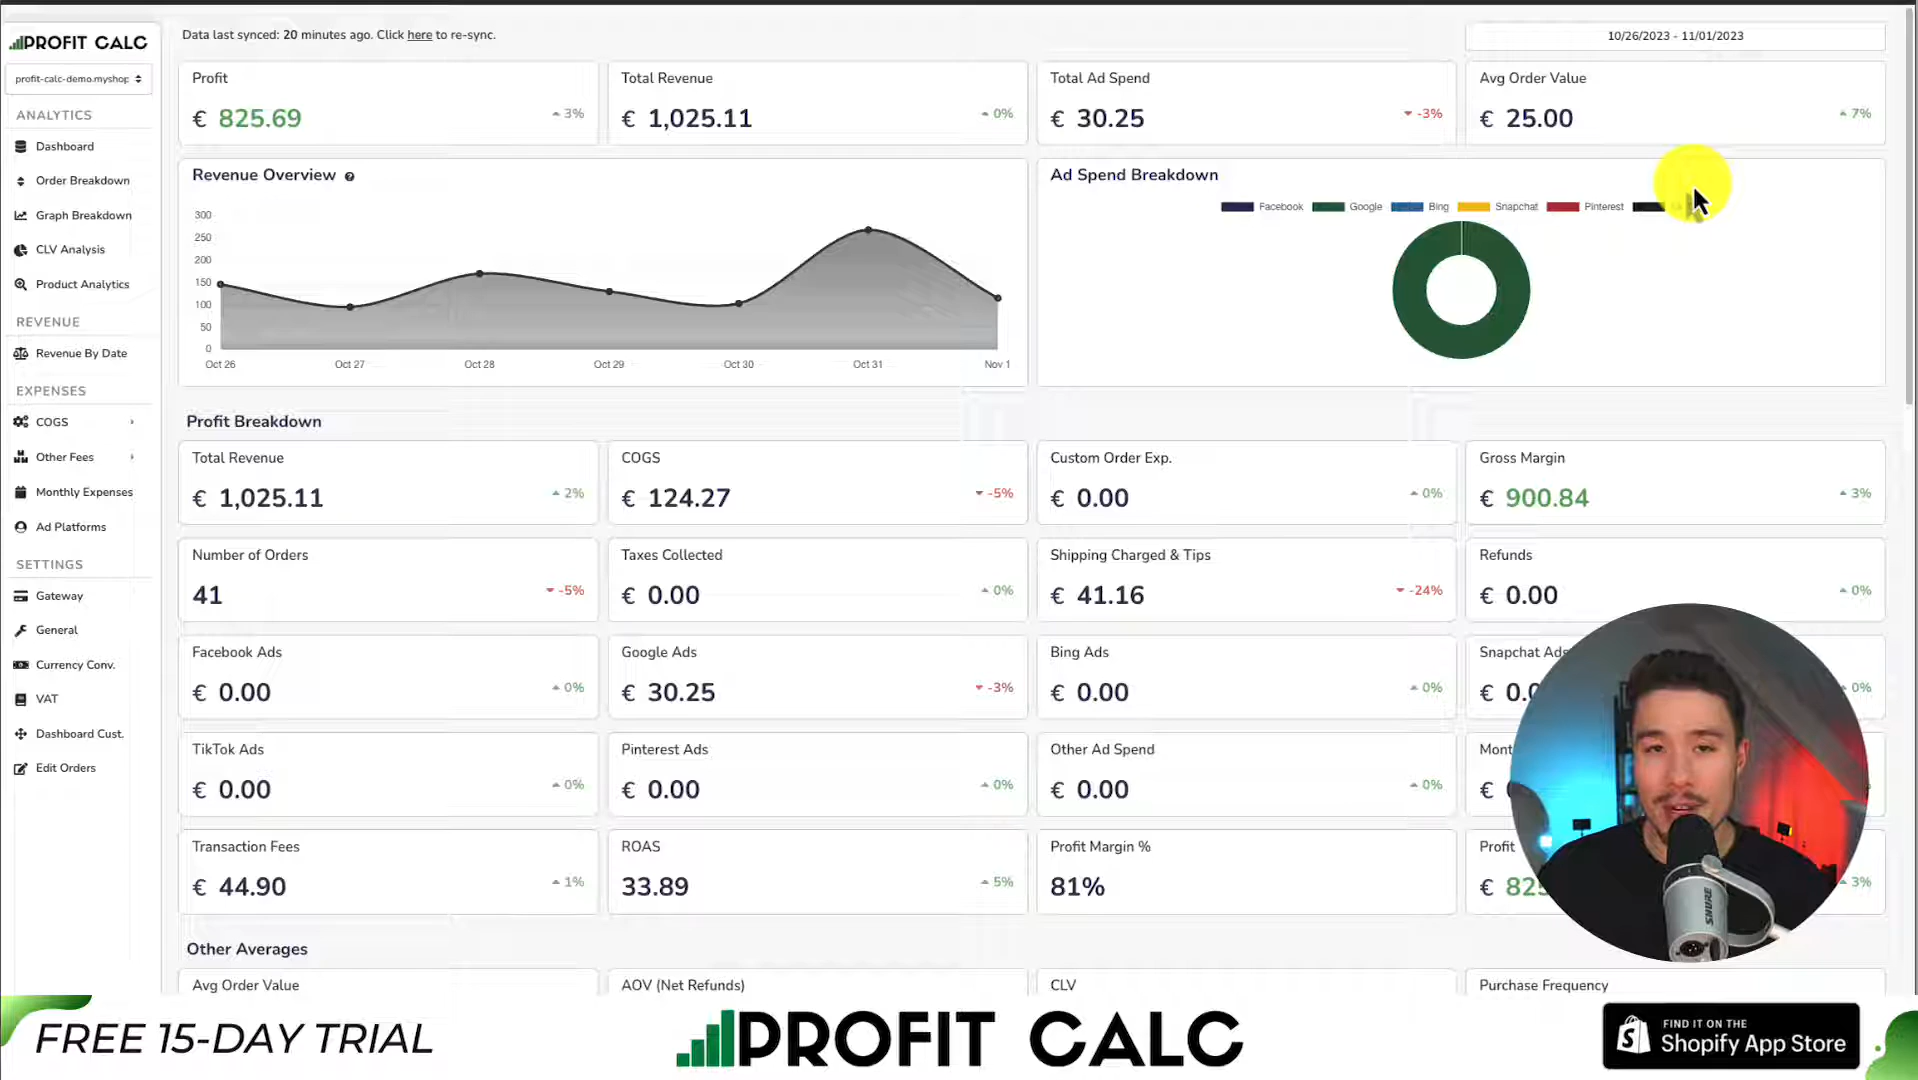 PROFIT CALC
Data last synced: 20 minutes ago. Click here to re-sync.
10/26/2023 - 11/01/2023
profit-calc-demo.myshop
ANALYTICS
Dashboard
Order Breakdown
Graph Breakdown
CLV Analysis
Product Analytics
REVENUE
Revenue By Date
EXPENSES
COGS
Other Fees
Monthly Expenses
Ad Platforms
SETTINGS
Gateway
General
Currency Conv.
VAT
Dashboard Cust.
Edit Orders
Profit
€ 825.69
3%
Total Revenue
€ 1,025.11
0%
Total Ad Spend
€ 30.25
-3%
Avg Order Value
€ 25.00
7%
Revenue Overview
300
250
200
150
100
50
0
Oct 26 Oct 27 Oct 28 Oct 29 Oct 30 Oct 31 Nov 1
Ad Spend Breakdown
Facebook Google Bing Snapchat Pinterest
Profit Breakdown
Total Revenue
€ 1,025.11
2%
COGS
€ 124.27
-5%
Custom Order Exp.
€ 0.00
0%
Gross Margin
€ 900.84
3%
Number of Orders
41
-5%
Taxes Collected
€ 0.00
0%
Shipping Charged & Tips
€ 41.16
-24%
Refunds
€ 0.00
0%
Facebook Ads
€ 0.00
0%
Google Ads
€ 30.25
-3%
Bing Ads
€ 0.00
0%
Snapchat Ads
€ 0.0
0%
TikTok Ads
€ 0.00
0%
Pinterest Ads
€ 0.00
0%
Other Ad Spend
€ 0.00
0%
Mont
€
Transaction Fees
€ 44.90
1%
ROAS
33.89
5%
Profit Margin %
81%
Profit
€ 825
3%
SHURE
Other Averages
Avg Order Value
AOV (Net Refunds)
CLV
Purchase Frequency
FREE 15-DAY TRIAL
PROFIT CALC
FIND IT ON THE
Shopify App Store